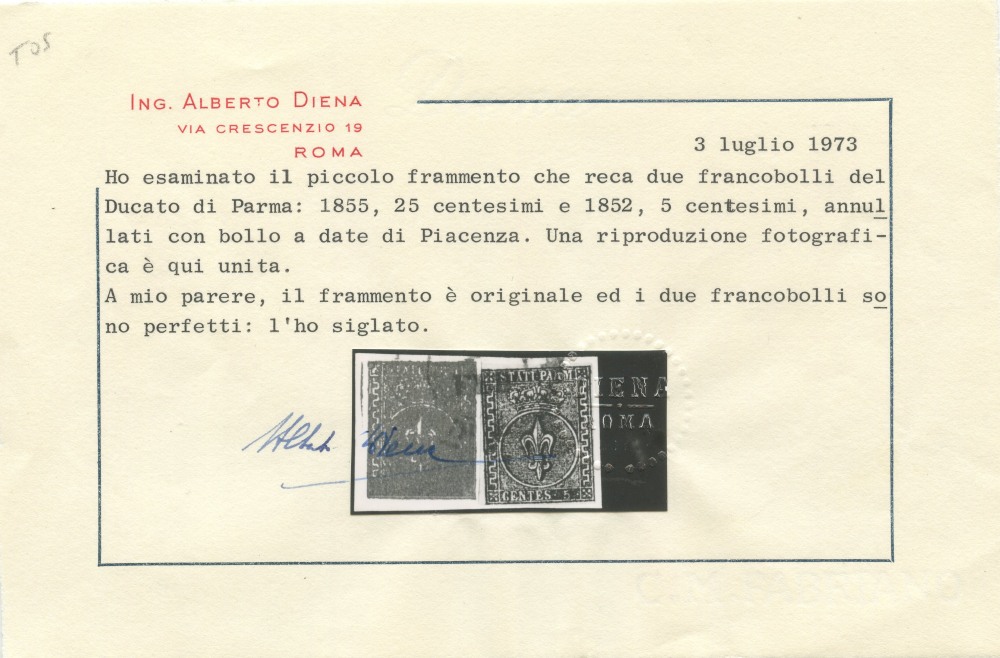 TOS
ING. ALBERTO DIENA
VIA CRESCENZIO 19
ROMA
3 luglio 1973
Ho esaminato il piccolo frammento che reca due francobolli del
Ducato di Parma: 1855, 25 centesimi e 1852, 5 centesimi, annul
lati con bollo a date di Piacenza. Una riproduzione fotografi-
ca è qui unita.
A mio parere, il frammento è originale ed i due francobolli so
no perfetti: l'ho siglato.
STATI PARM.
CENTES. 5
DIENA
ROMA